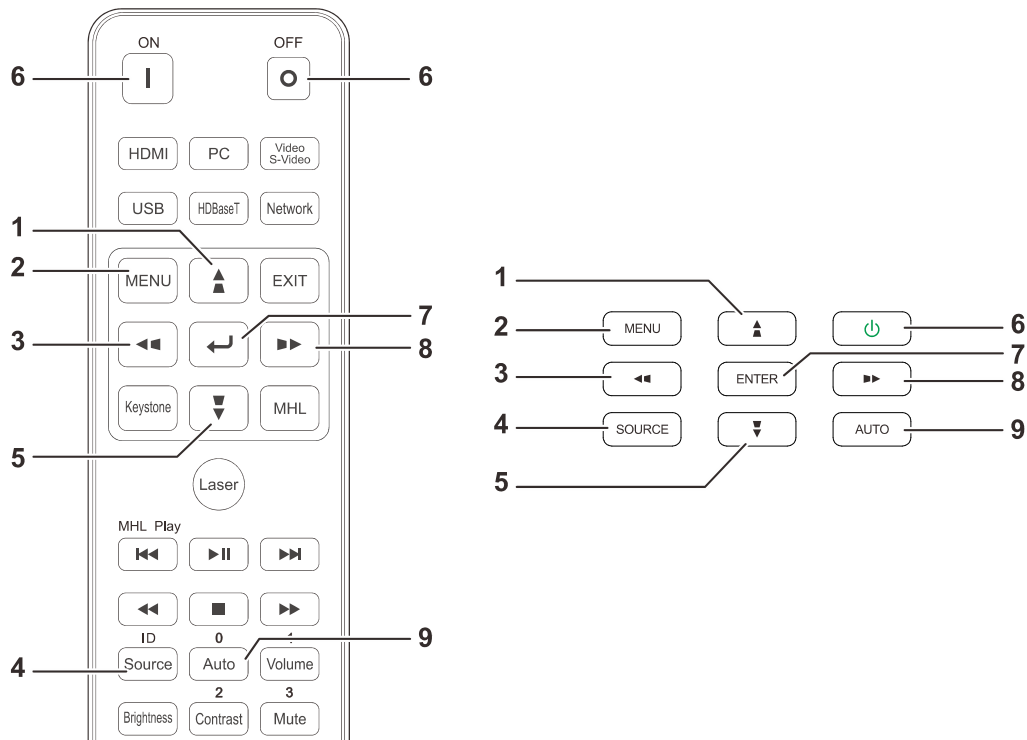 ON OFF
6 6
HDMI PC Video
S-Video
USB HDBaseT Network
1
2 MENU EXIT
3 7
8
Keystone MHL
5
Laser
MHL Play
ID 0
4 Source Auto Volume 9
2 3
Brightness Contrast Mute
1
2 MENU 6
7
3 ENTER 8
4 SOURCE AUTO 9
5